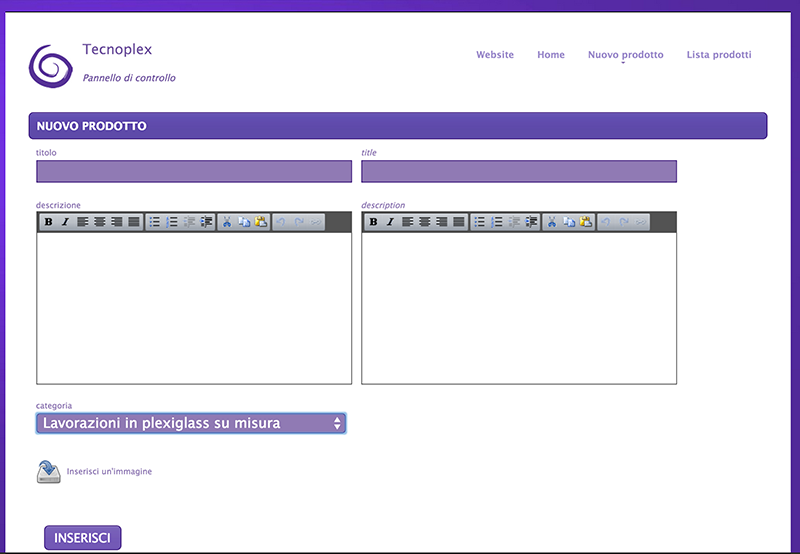 Tecnoplex
Pannello di controllo
Website Home Nuovo prodotto Lista prodotti
NUOVO PRODOTTO
titolo title
descrizione description
B I B I
categoria
Lavorazioni in plexiglass su misura
Inserisci un'immagine
INSERISCI